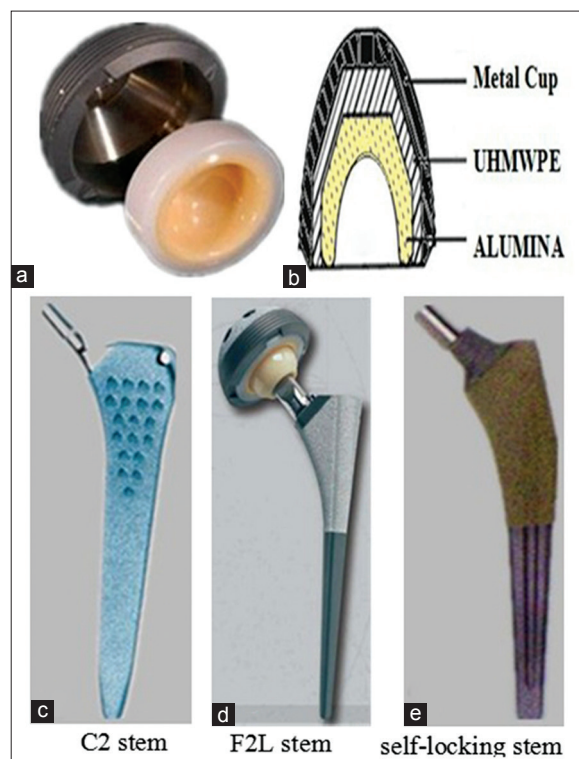 a
b
Metal Cup
UHMWPE
ALUMINA
c
d
e
C2 stem
F2L stem
self-locking stem